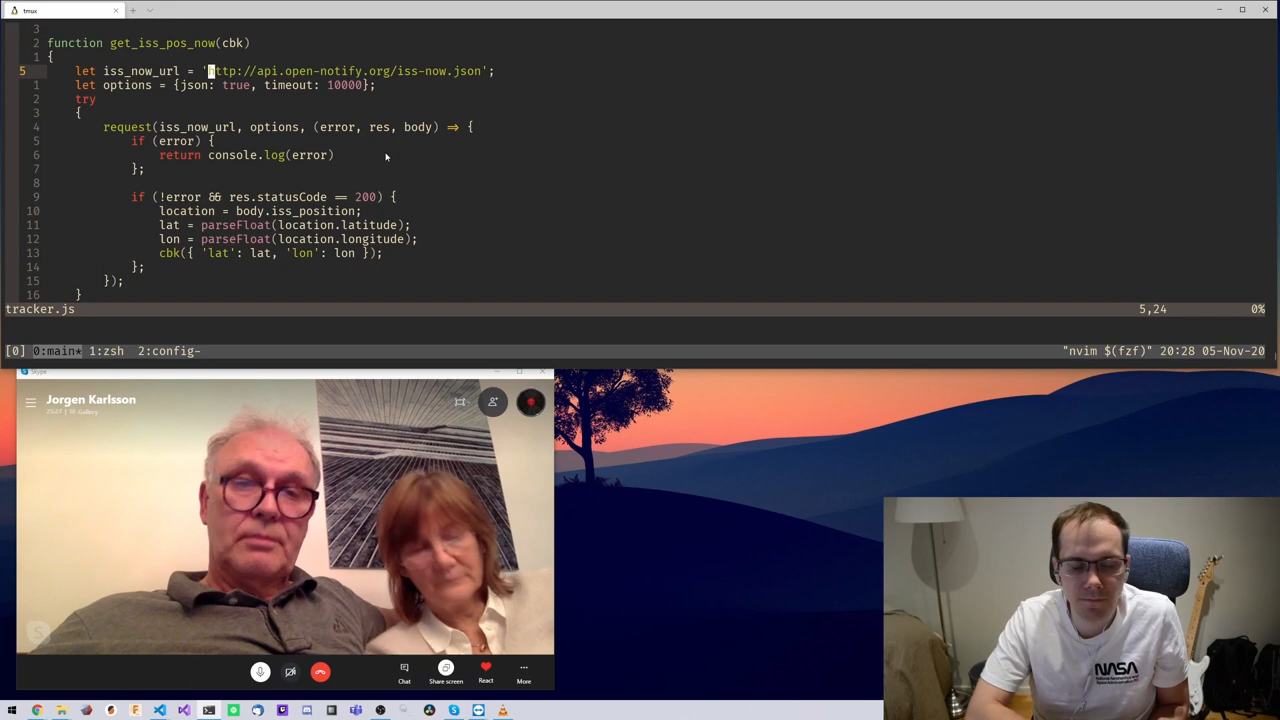 tmux
3
2 function get_iss_pos_now(cbk)
1 {
5 let iss_now_url = 'http://api.open-notify.org/iss-now.json';
1 let options = {json: true, timeout: 10000};
2 try
3 {
4 request(iss_now_url, options, (error, res, body) => {
5 if (error) {
6 return console.log(error)
7 };
8
9 if (!error && res.statusCode == 200) {
10 location = body.iss_position;
11 lat = parseFloat(location.latitude);
12 lon = parseFloat(location.longitude);
13 cbk({ 'lat': lat, 'lon': lon });
14 };
15 });
16 }
tracker.js 5,24 0%
[0] 0:main* 1:zsh 2:config- "nvim $(fzf)" 20:28 05-Nov-20
Skype
Jorgen Karlsson
Gallery
Chat Share screen React More
NASA